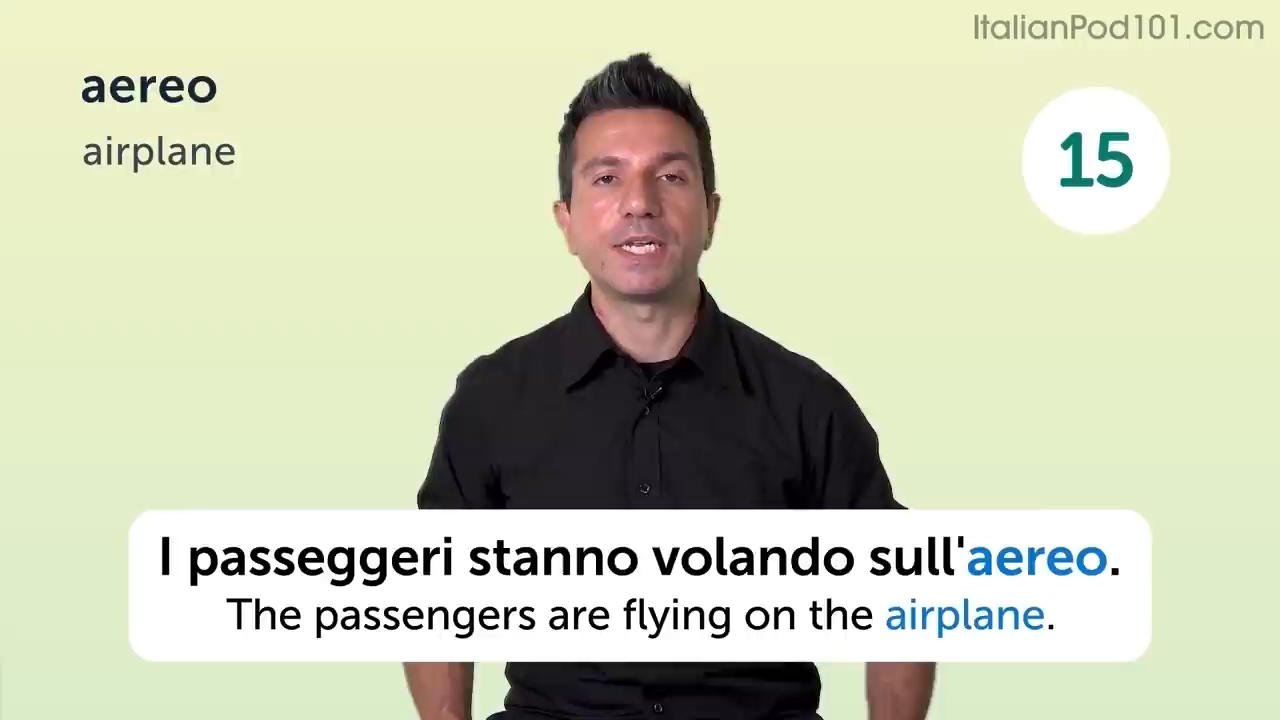 ItalianPod101.com
aereo
airplane
15
I passeggeri stanno volando sull'aereo.
The passengers are flying on the airplane.